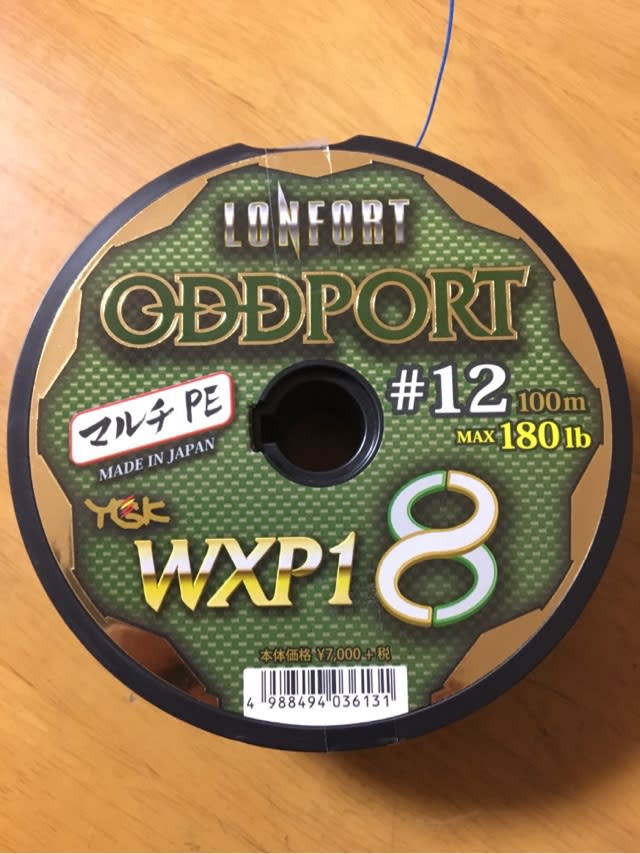 LONFORT
ODDPORT
マルチ PE
MADE IN JAPAN
#12 100m
MAX 180 lb
YGK
WXP1 8
本体価格 ¥7,000 + 税
4 988494 036131